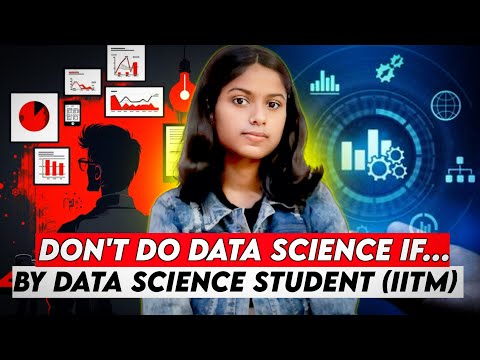 DON'T DO DATA SCIENCE IF...
BY DATA SCIENCE STUDENT (IITM)